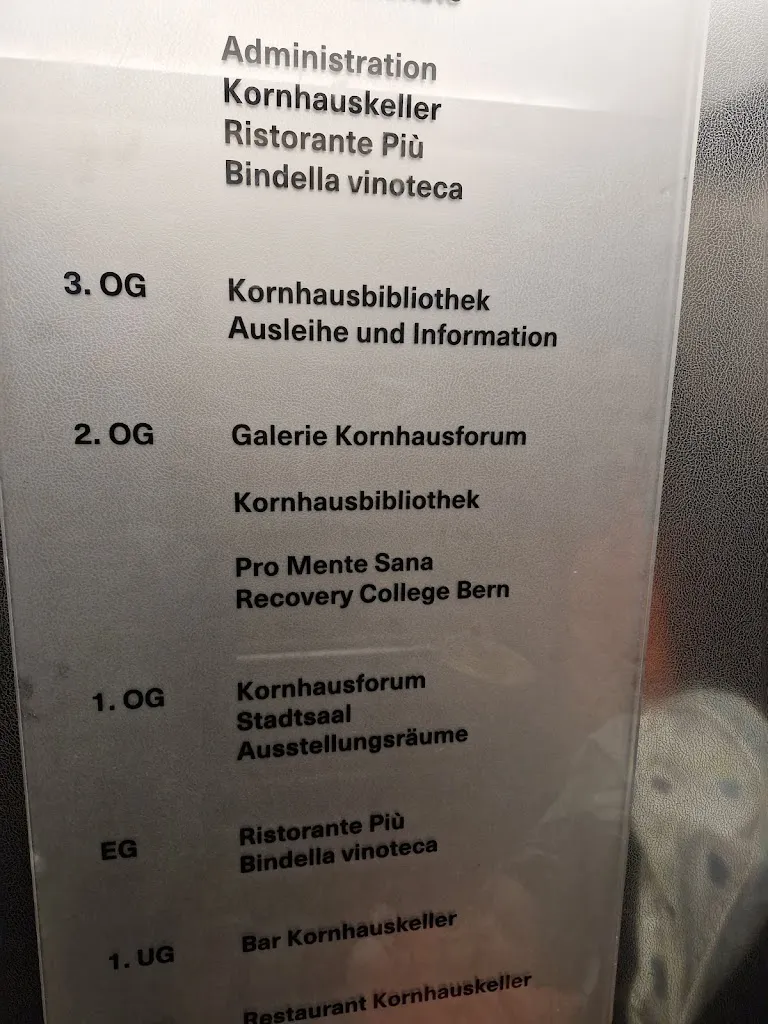 Administration
Kornhauskeller
Ristorante Più
Bindella vinoteca
3. OG Kornhausbibliothek
Ausleihe und Information
2. OG Galerie Kornhausforum
Kornhausbibliothek
Pro Mente Sana
Recovery College Bern
1. OG Kornhausforum
Stadtsaal
Ausstellungsräume
EG Ristorante Più
Bindella vinoteca
1. UG Bar Kornhauskeller
Restaurant Kornhauskeller